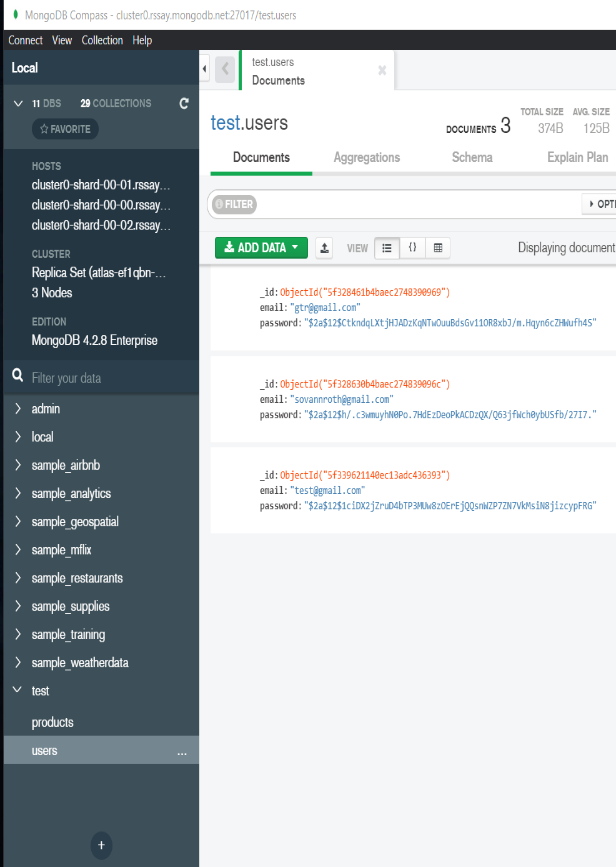 MongoDB Compass - cluster0.rssay.mongodb.net:27017/test.users
Connect View Collection Help
Local
11 DBS 29 COLLECTIONS
FAVORITE
HOSTS
cluster0-shard-00-01.rssay...
cluster0-shard-00-00.rssay...
cluster0-shard-00-02.rssay...
CLUSTER
Replica Set (atlas-ef1qbn-...
3 Nodes
EDITION
MongoDB 4.2.8 Enterprise
Filter your data
admin
local
sample_airbnb
sample_analytics
sample_geospatial
sample_mflix
sample_restaurants
sample_supplies
sample_training
sample_weatherdata
test
products
users ...
+
test.users
Documents
test.users
DOCUMENTS 3
TOTAL SIZE AVG. SIZE
374B 125B
Documents Aggregations Schema Explain Plan
FILTER
OPTI
ADD DATA VIEW {}
Displaying document
_id: ObjectId("5f328461b4baec2748390969")
email: "gtr@gmail.com"
password: "$2a$12$CtkndqLXtjHJADzKqNTwOuuBdsGv11OR8xbJ/m.Hqyn6cZHWufh4S"
_id: ObjectId("5f328630b4baec274839096c")
email: "sovannroth@gmail.com"
password: "$2a$12$h/.c3wmuyhN0Po.7HdEzDeoPkACDzQX/Q63jfWch0ybUSfb/27I7."
_id: ObjectId("5f339621140ec13adc436393")
email: "test@gmail.com"
password: "$2a$12$1ciDX2jZruD4bTP3MUw8zOErEjQQsnWZP7ZN7VkMsiN8jizcypFRG"